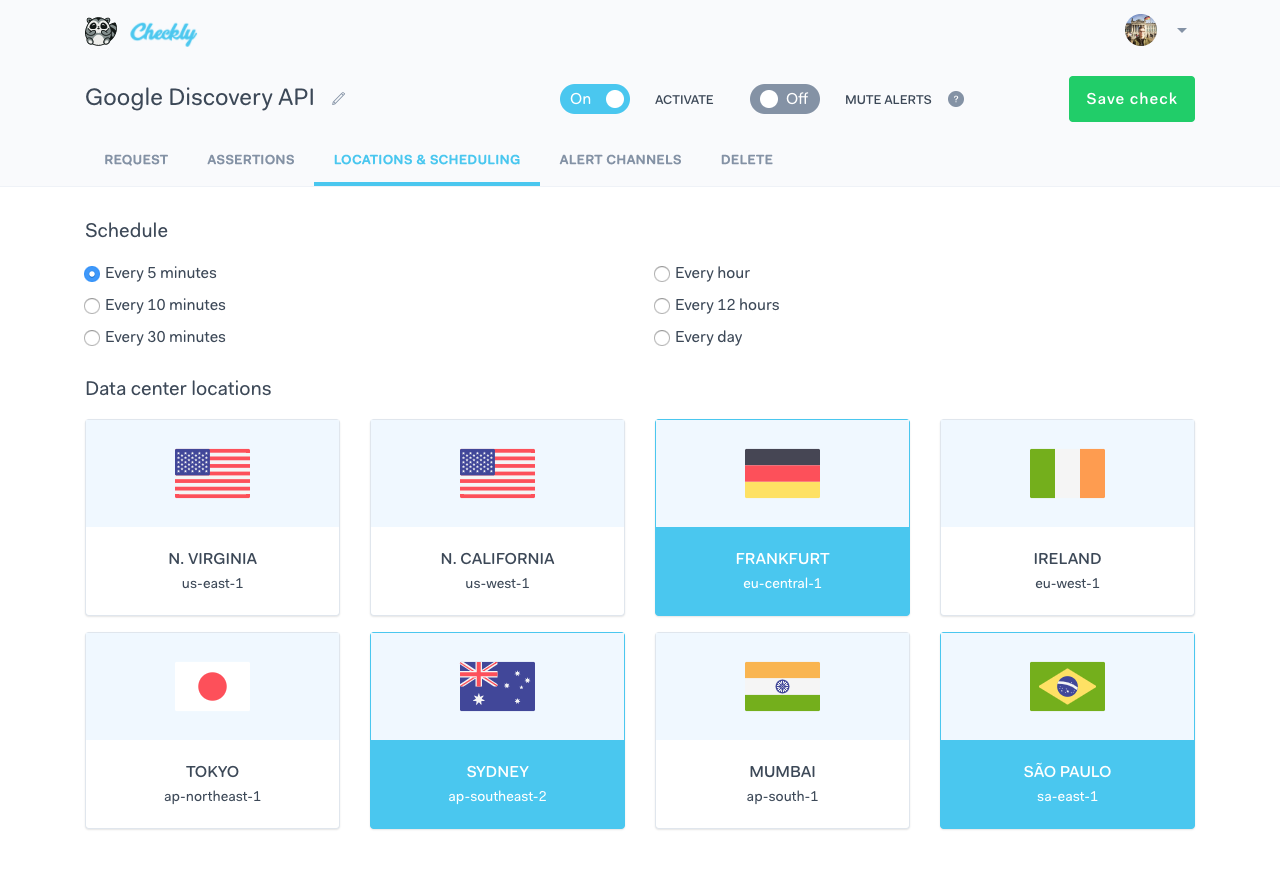 Checkly
Google Discovery API
On
ACTIVATE
Off
MUTE ALERTS
?
Save check
REQUEST
ASSERTIONS
LOCATIONS & SCHEDULING
ALERT CHANNELS
DELETE
Schedule
Every 5 minutes
Every 10 minutes
Every 30 minutes
Every hour
Every 12 hours
Every day
Data center locations
N. VIRGINIA
us-east-1
N. CALIFORNIA
us-west-1
FRANKFURT
eu-central-1
IRELAND
eu-west-1
TOKYO
ap-northeast-1
SYDNEY
ap-southeast-2
MUMBAI
ap-south-1
SÃO PAULO
sa-east-1